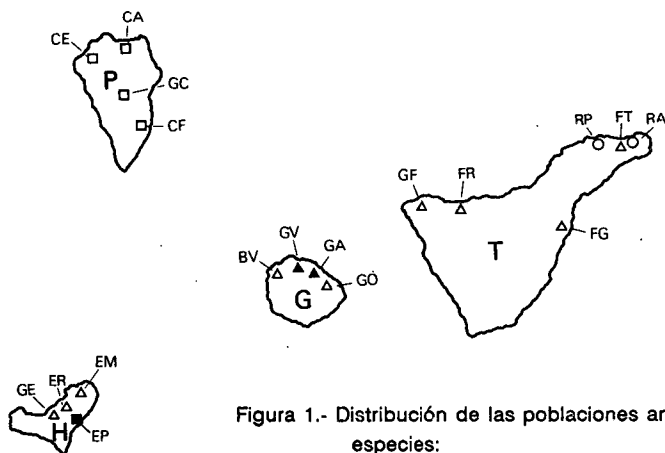 CA
CE
P
GC
CF
RP FT RA
GF FR
T
FG
GV
GA
BV
GO
G
EM
ER
GE
H
EP
Figura 1.- Distribución de las poblaciones an
especies: